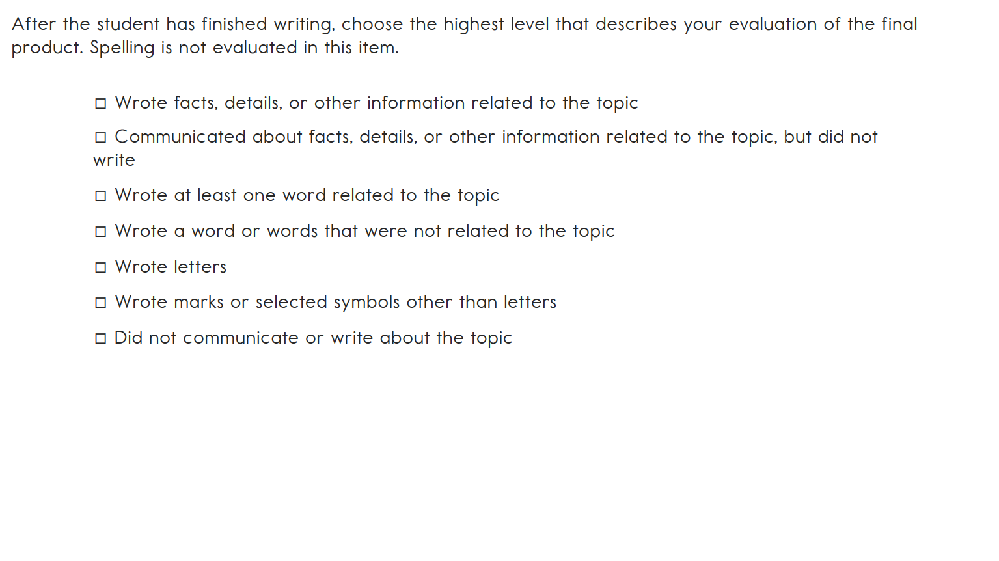 After the student has finished writing, choose the highest level that describes your evaluation of the final
product. Spelling is not evaluated in this item.
☐ Wrote facts, details, or other information related to the topic
☐ Communicated about facts, details, or other information related to the topic, but did not
write
☐ Wrote at least one word related to the topic
☐ Wrote a word or words that were not related to the topic
☐ Wrote letters
☐ Wrote marks or selected symbols other than letters
☐ Did not communicate or write about the topic